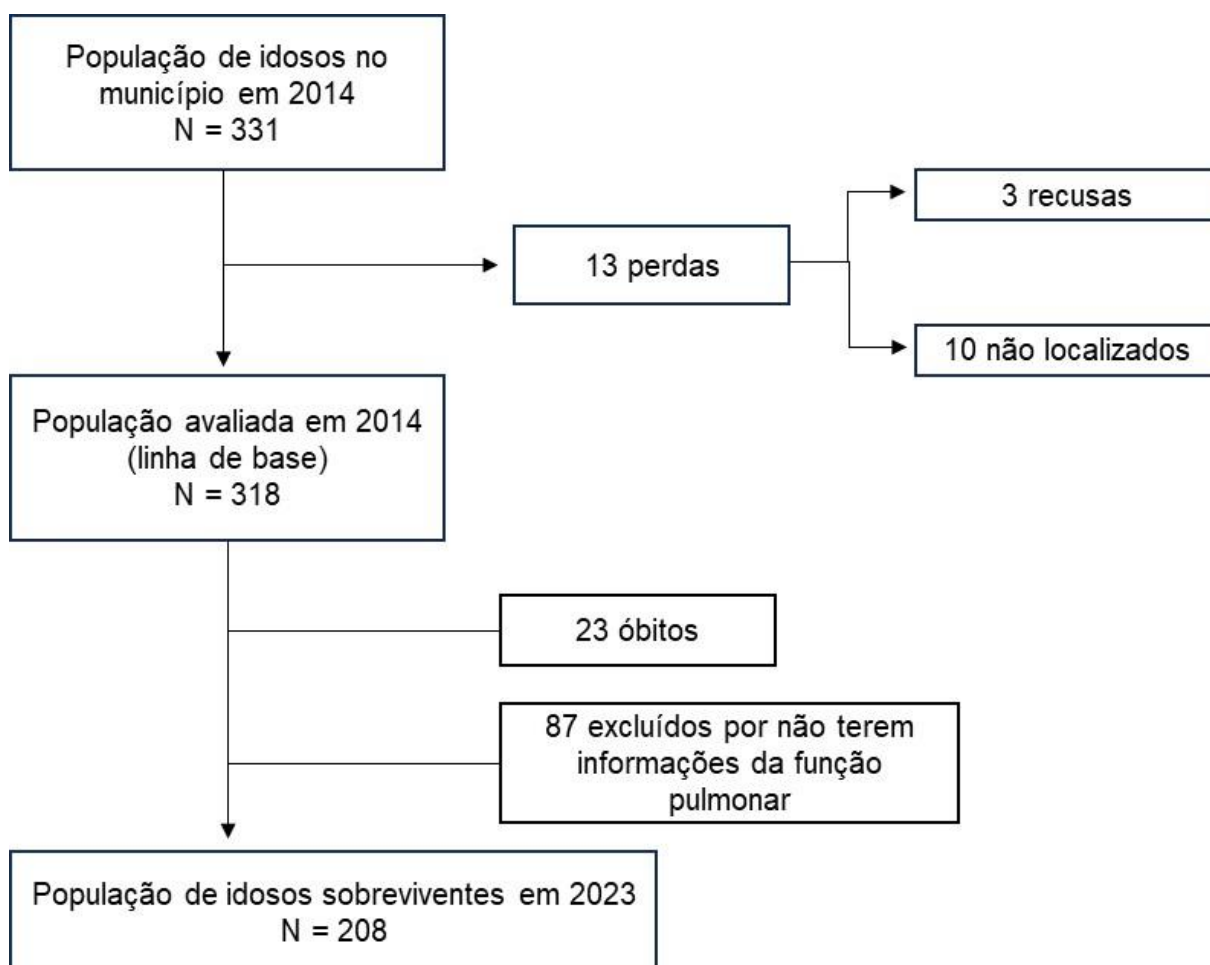 População de idosos no
município em 2014
N = 331
3 recusas
13 perdas
10 não localizados
População avaliada em 2014
(linha de base)
N = 318
23 óbitos
87 excluídos por não terem
informações da função
pulmonar
População de idosos sobreviventes em 2023
N = 208